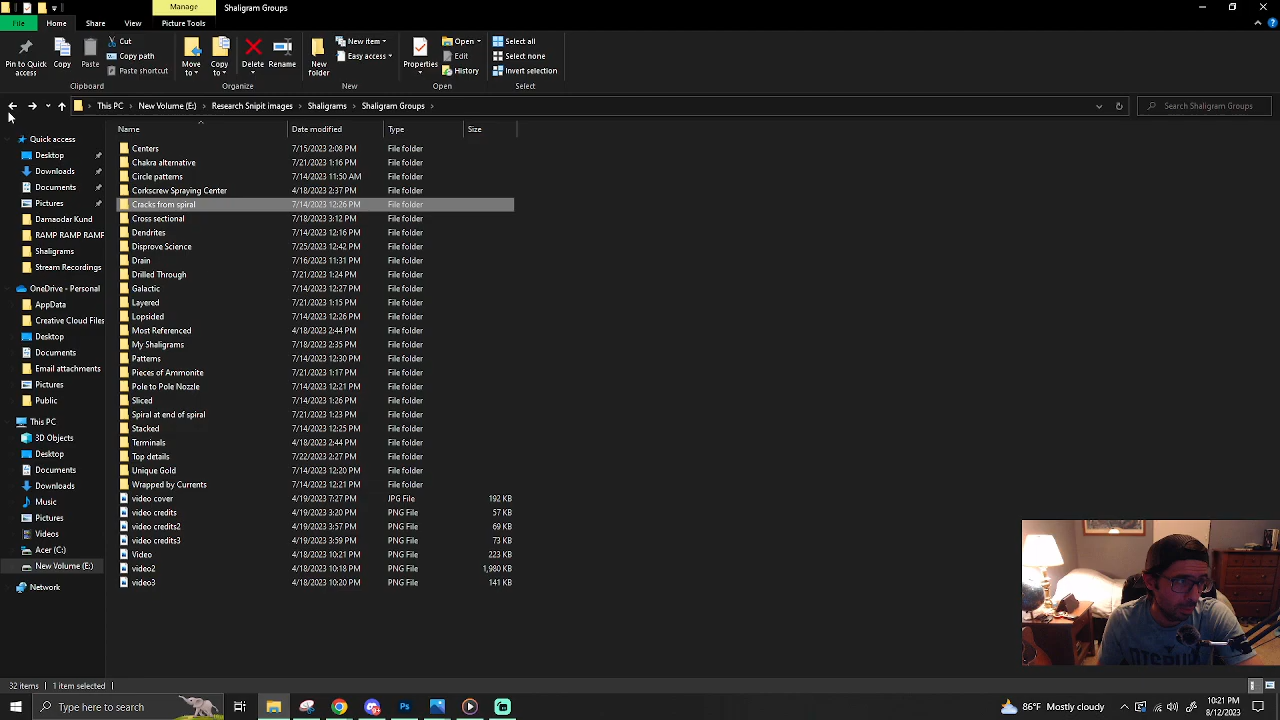 Manage
Shaligram Groups
File
Home
Share
View
Picture Tools
Pin to Quick access
Copy
Paste
Cut
Copy path
Paste shortcut
Clipboard
Move to
Copy to
Delete
Rename
Organize
New folder
New item
Easy access
New
Properties
Open
Edit
History
Open
Select all
Select none
Invert selection
Select
This PC
New Volume (E:)
Research Snipit images
Shaligrams
Shaligram Groups
Search Shaligram Groups
Name
Date modified
Type
Size
Quick access
Desktop
Downloads
Documents
Pictures
Damaodar Kund
RAMP RAMP RAMP
Shaligrams
Stream Recordings
OneDrive - Personal
AppData
Creative Cloud Files
Desktop
Documents
Email attachments
Pictures
Public
This PC
3D Objects
Desktop
Documents
Downloads
Music
Pictures
Videos
Acer (C:)
New Volume (E:)
Network
Centers 7/15/2023 2:08 PM File folder
Chakra alternative 7/21/2023 1:16 PM File folder
Circle patterns 7/14/2023 11:50 AM File folder
Corkscrew Spraying Center 4/18/2023 2:37 PM File folder
Cracks from spiral 7/14/2023 12:26 PM File folder
Cross sectional 7/18/2023 3:12 PM File folder
Dendrites 7/14/2023 12:16 PM File folder
Disprove Science 7/25/2023 12:42 PM File folder
Drain 7/16/2023 11:31 PM File folder
Drilled Through 7/21/2023 1:24 PM File folder
Galactic 7/14/2023 12:27 PM File folder
Layered 7/21/2023 1:15 PM File folder
Lopsided 7/14/2023 12:26 PM File folder
Most Referenced 4/18/2023 2:44 PM File folder
My Shaligrams 7/18/2023 2:35 PM File folder
Patterns 7/14/2023 12:30 PM File folder
Pieces of Ammonite 7/21/2023 1:17 PM File folder
Pole to Pole Nozzle 7/14/2023 12:21 PM File folder
Sliced 7/14/2023 1:26 PM File folder
Spiral at end of spiral 7/21/2023 1:23 PM File folder
Stacked 7/14/2023 12:25 PM File folder
Terminals 4/18/2023 2:44 PM File folder
Top details 7/22/2023 2:27 PM File folder
Unique Gold 7/14/2023 12:20 PM File folder
Wrapped by Currents 7/14/2023 12:21 PM File folder
video cover 4/19/2023 7:27 PM JPG File 192 KB
video credits 4/19/2023 3:20 PM PNG File 57 KB
video credits2 4/19/2023 3:57 PM PNG File 69 KB
video credits3 4/19/2023 3:59 PM PNG File 73 KB
Video 4/18/2023 10:21 PM PNG File 223 KB
video2 4/18/2023 10:18 PM PNG File 1,980 KB
video3 4/18/2023 10:20 PM PNG File 141 KB
32 items
1 item selected
Type here to search
Ps
86°F Mostly cloudy
10:21 PM
8/12/2023